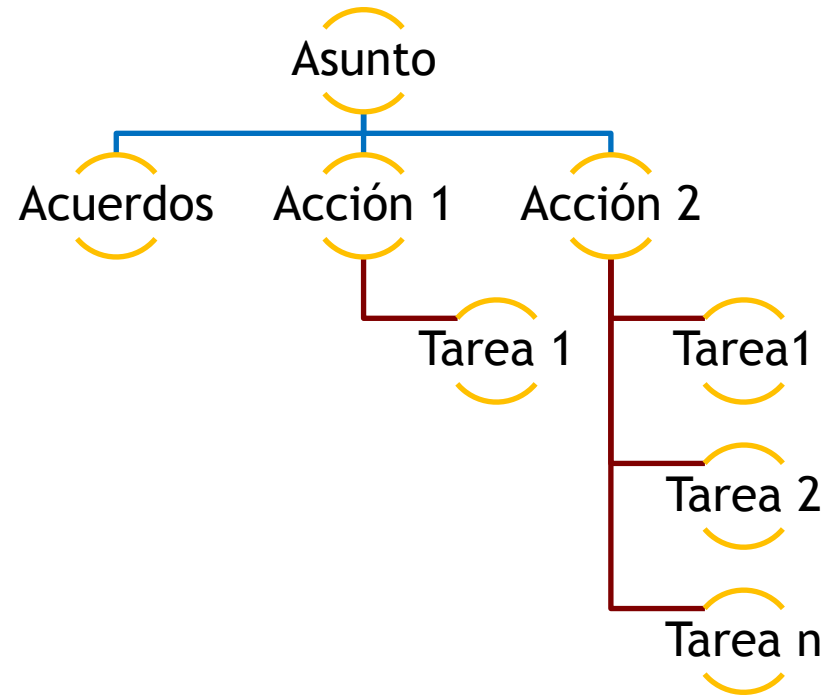 Asunto
Acuerdos
Acción 1
Acción 2
Tarea 1
Tarea1
Tarea 2
Tarea n